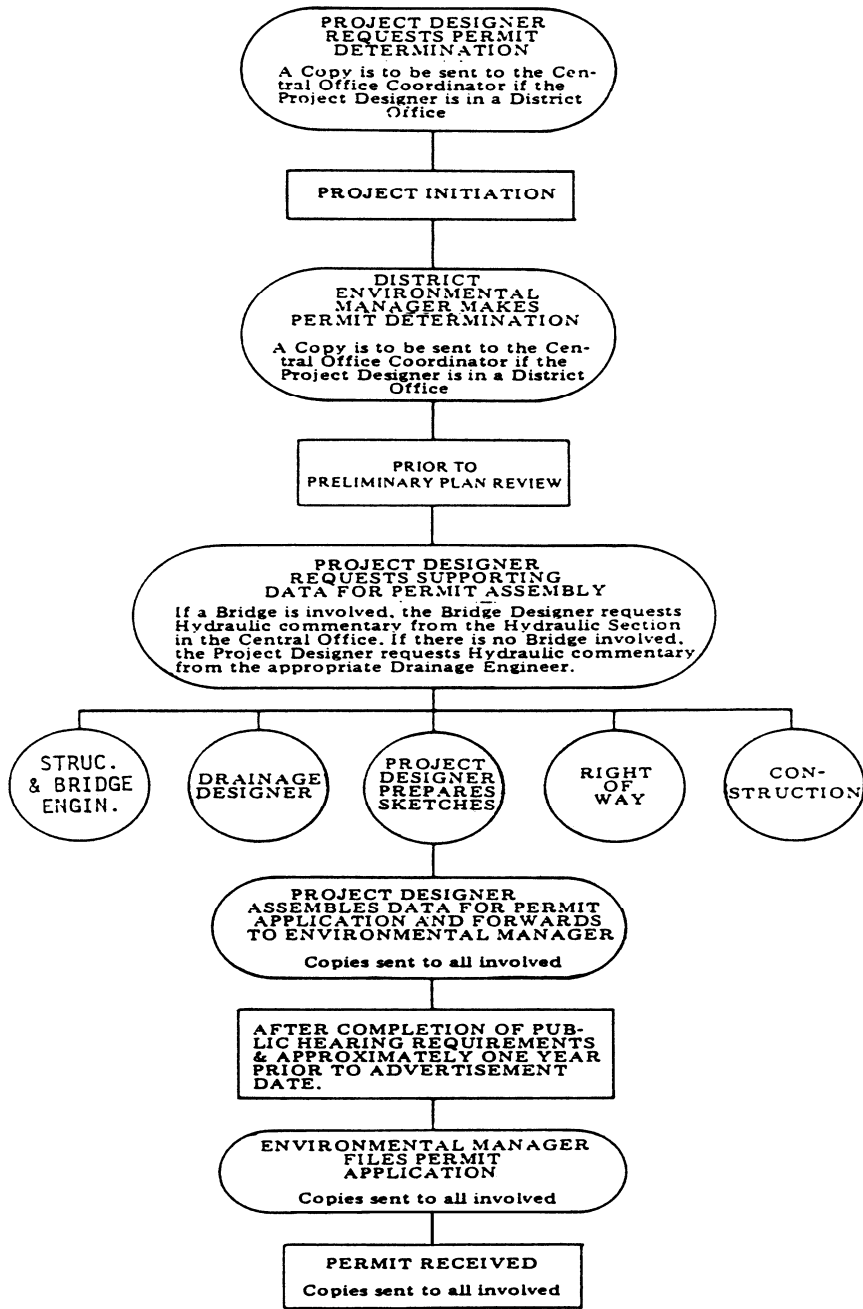 PROJECT DESIGNER
REQUESTS PERMIT
DETERMINATION
A Copy is to be sent to the Cen-
tral Office Coordinator if the
Project Designer is in a District
Office
PROJECT INITIATION
DISTRICT
ENVIRONMENTAL
MANAGER MAKES
PERMIT DETERMINATION
A Copy is to be sent to the Cen-
tral Office Coordinator if the
Project Designer is in a District
Office
PRIOR TO
PRELIMINARY PLAN REVIEW
PROJECT DESIGNER
REQUESTS SUPPORTING
DATA FOR PERMIT ASSEMBLY
If a Bridge is involved, the Bridge Designer requests
Hydraulic commentary from the Hydraulic Section
in the Central Office. If there is no Bridge involved,
the Project Designer requests Hydraulic commentary
from the appropriate Drainage Engineer.
STRUC.
& BRIDGE
ENGIN.
DRAINAGE
DESIGNER
PROJECT
DESIGNER
PREPARES
SKETCHES
RIGHT
OF
WAY
CON-
STRUCTION
PROJECT DESIGNER
ASSEMBLES DATA FOR PERMIT
APPLICATION AND FORWARDS
TO ENVIRONMENTAL MANAGER
Copies sent to all involved
AFTER COMPLETION OF PUB-
LIC HEARING REQUIREMENTS
& APPROXIMATELY ONE YEAR
PRIOR TO ADVERTISEMENT
DATE.
ENVIRONMENTAL MANAGER
FILES PERMIT
APPLICATION
Copies sent to all involved
PERMIT RECEIVED
Copies sent to all involved